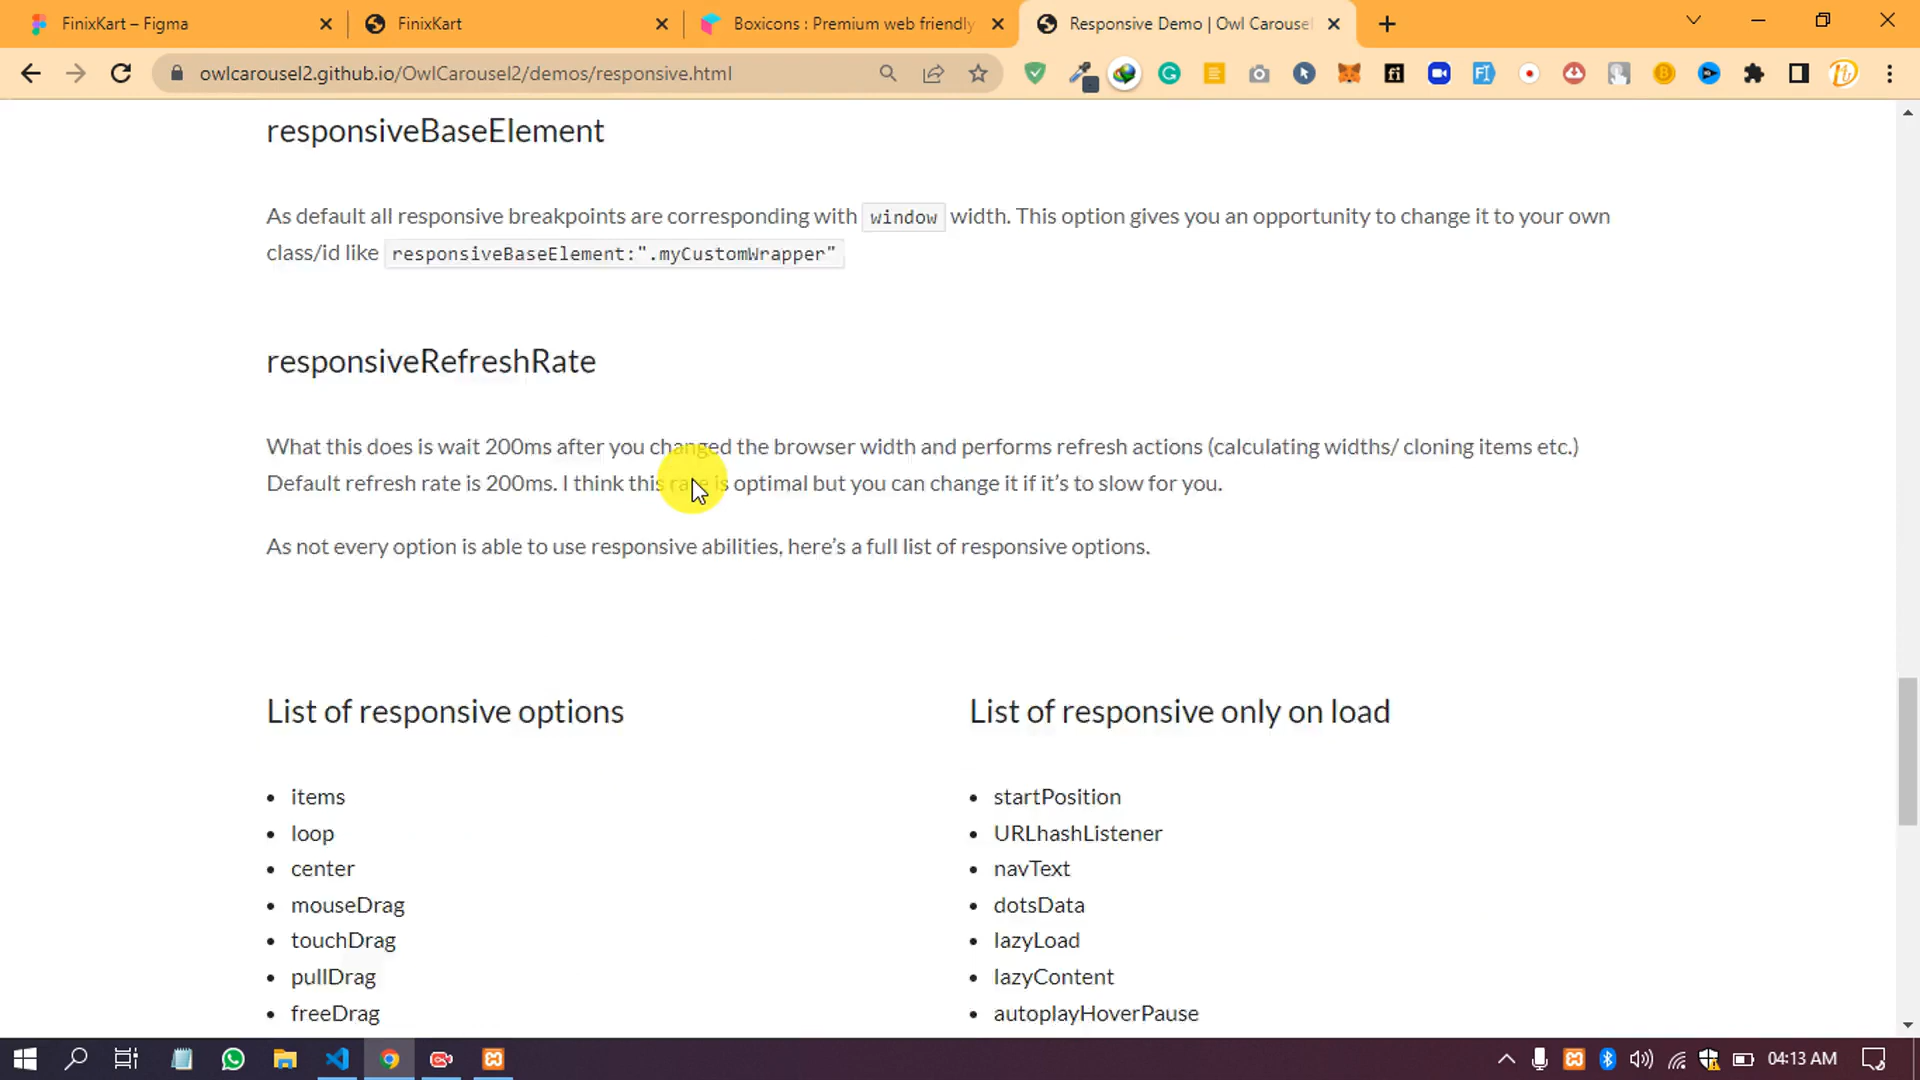 FinixKart – Figma
FinixKart
Boxicons : Premium web friendly
Responsive Demo | Owl Carousel
owlcarousel2.github.io/OwlCarousel2/demos/responsive.html
responsiveBaseElement
As default all responsive breakpoints are corresponding with window width. This option gives you an opportunity to change it to your own
class/id like responsiveBaseElement:".myCustomWrapper"
responsiveRefreshRate
What this does is wait 200ms after you changed the browser width and performs refresh actions (calculating widths/ cloning items etc.)
Default refresh rate is 200ms. I think this rate is optimal but you can change it if it’s to slow for you.
As not every option is able to use responsive abilities, here’s a full list of responsive options.
List of responsive options
items
loop
center
mouseDrag
touchDrag
pullDrag
freeDrag
List of responsive only on load
startPosition
URLhashListener
navText
dotsData
lazyLoad
lazyContent
autoplayHoverPause
04:13 AM